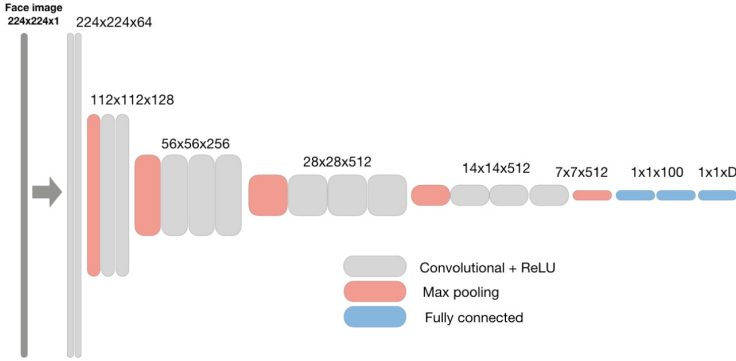 Face image
224x224x1
224x224x64
112x112x128
56x56x256
28x28x512
14x14x512
7x7x512
1x1x100
1x1xD
Convolutional + ReLU
Max pooling
Fully connected